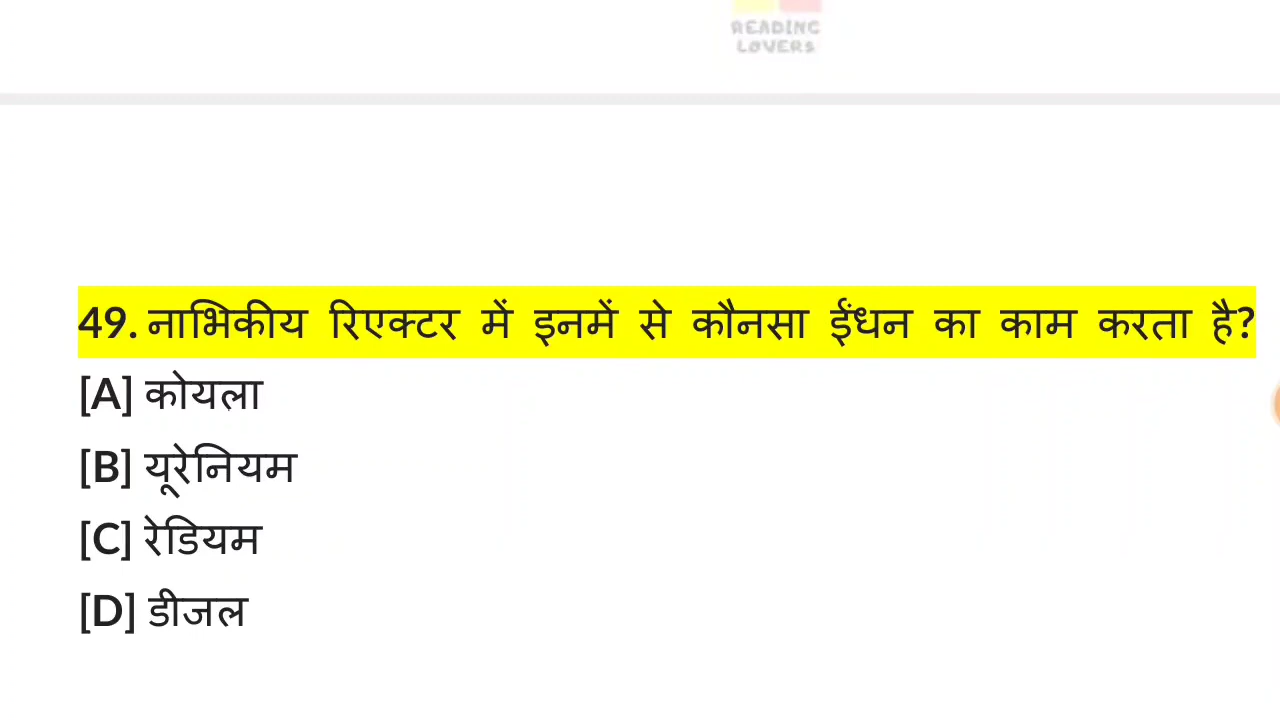 READING
LOVERS
49. नाभिकीय रिएक्टर में इनमें से कौनसा ईंधन का काम करता है?
[A] कोयला
[B] यूरेनियम
[C] रेडियम
[D] डीजल